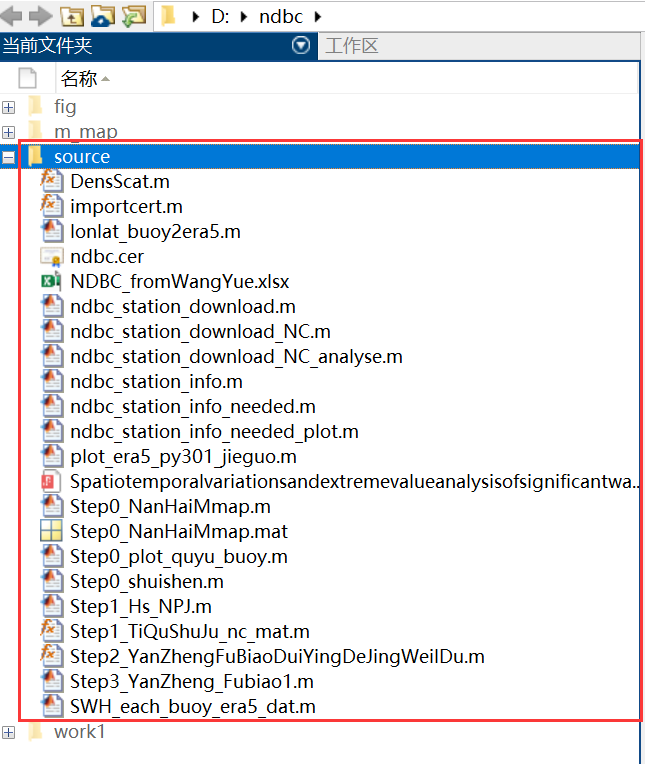 D: ndbc
当前文件夹 工作区
名称
fig
m_map
source
DensScat.m
importcert.m
lonlat_buoy2era5.m
ndbc.cer
NDBC_fromWangYue.xlsx
ndbc_station_download.m
ndbc_station_download_NC.m
ndbc_station_download_NC_analyse.m
ndbc_station_info.m
ndbc_station_info_needed.m
ndbc_station_info_needed_plot.m
plot_era5_py301_jieguo.m
Spatiotemporalvariationsandextremevalueanalysisofsignificantwa...
Step0_NanHaiMmap.m
Step0_NanHaiMmap.mat
Step0_plot_quyu_buoy.m
Step0_shuishen.m
Step1_Hs_NPJ.m
Step1_TiQuShuJu_nc_mat.m
Step2_YanZhengFuBiaoDuiYingDeJingWeiIDu.m
Step3_YanZheng_Fubiao1.m
SWH_each_buoy_era5_dat.m
work1